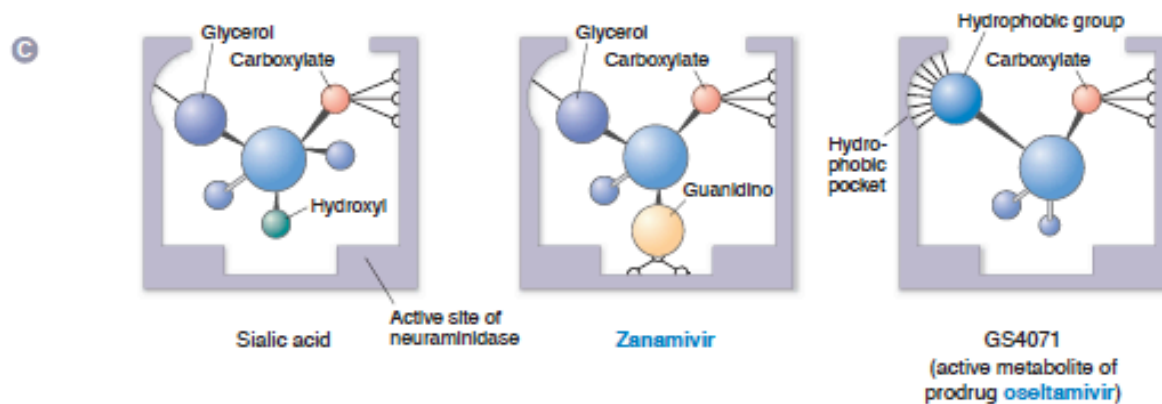 C
Glycerol
Carboxylate
Hydroxyl
Active site of
neuraminidase
Sialic acid
Glycerol
Carboxylate
Guanidino
Zanamivir
Hydrophobic group
Carboxylate
Hydro-
phobic
pocket
GS4071
(active metabolite of
prodrug oseltamivir)